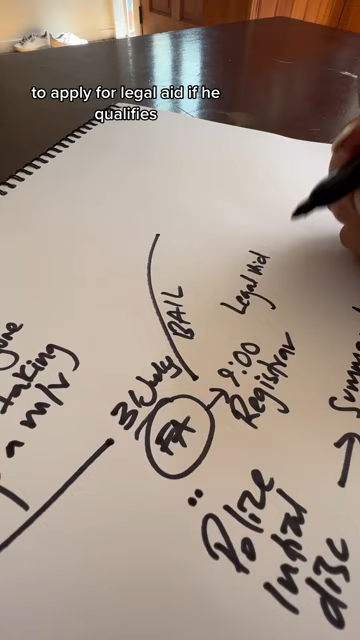 to apply for legal aid if he
qualifies
taking
a m/v
BAIL
3 July
FA
→ 9:00 Legal Aid
Registrar
Police
Initial
disc
→